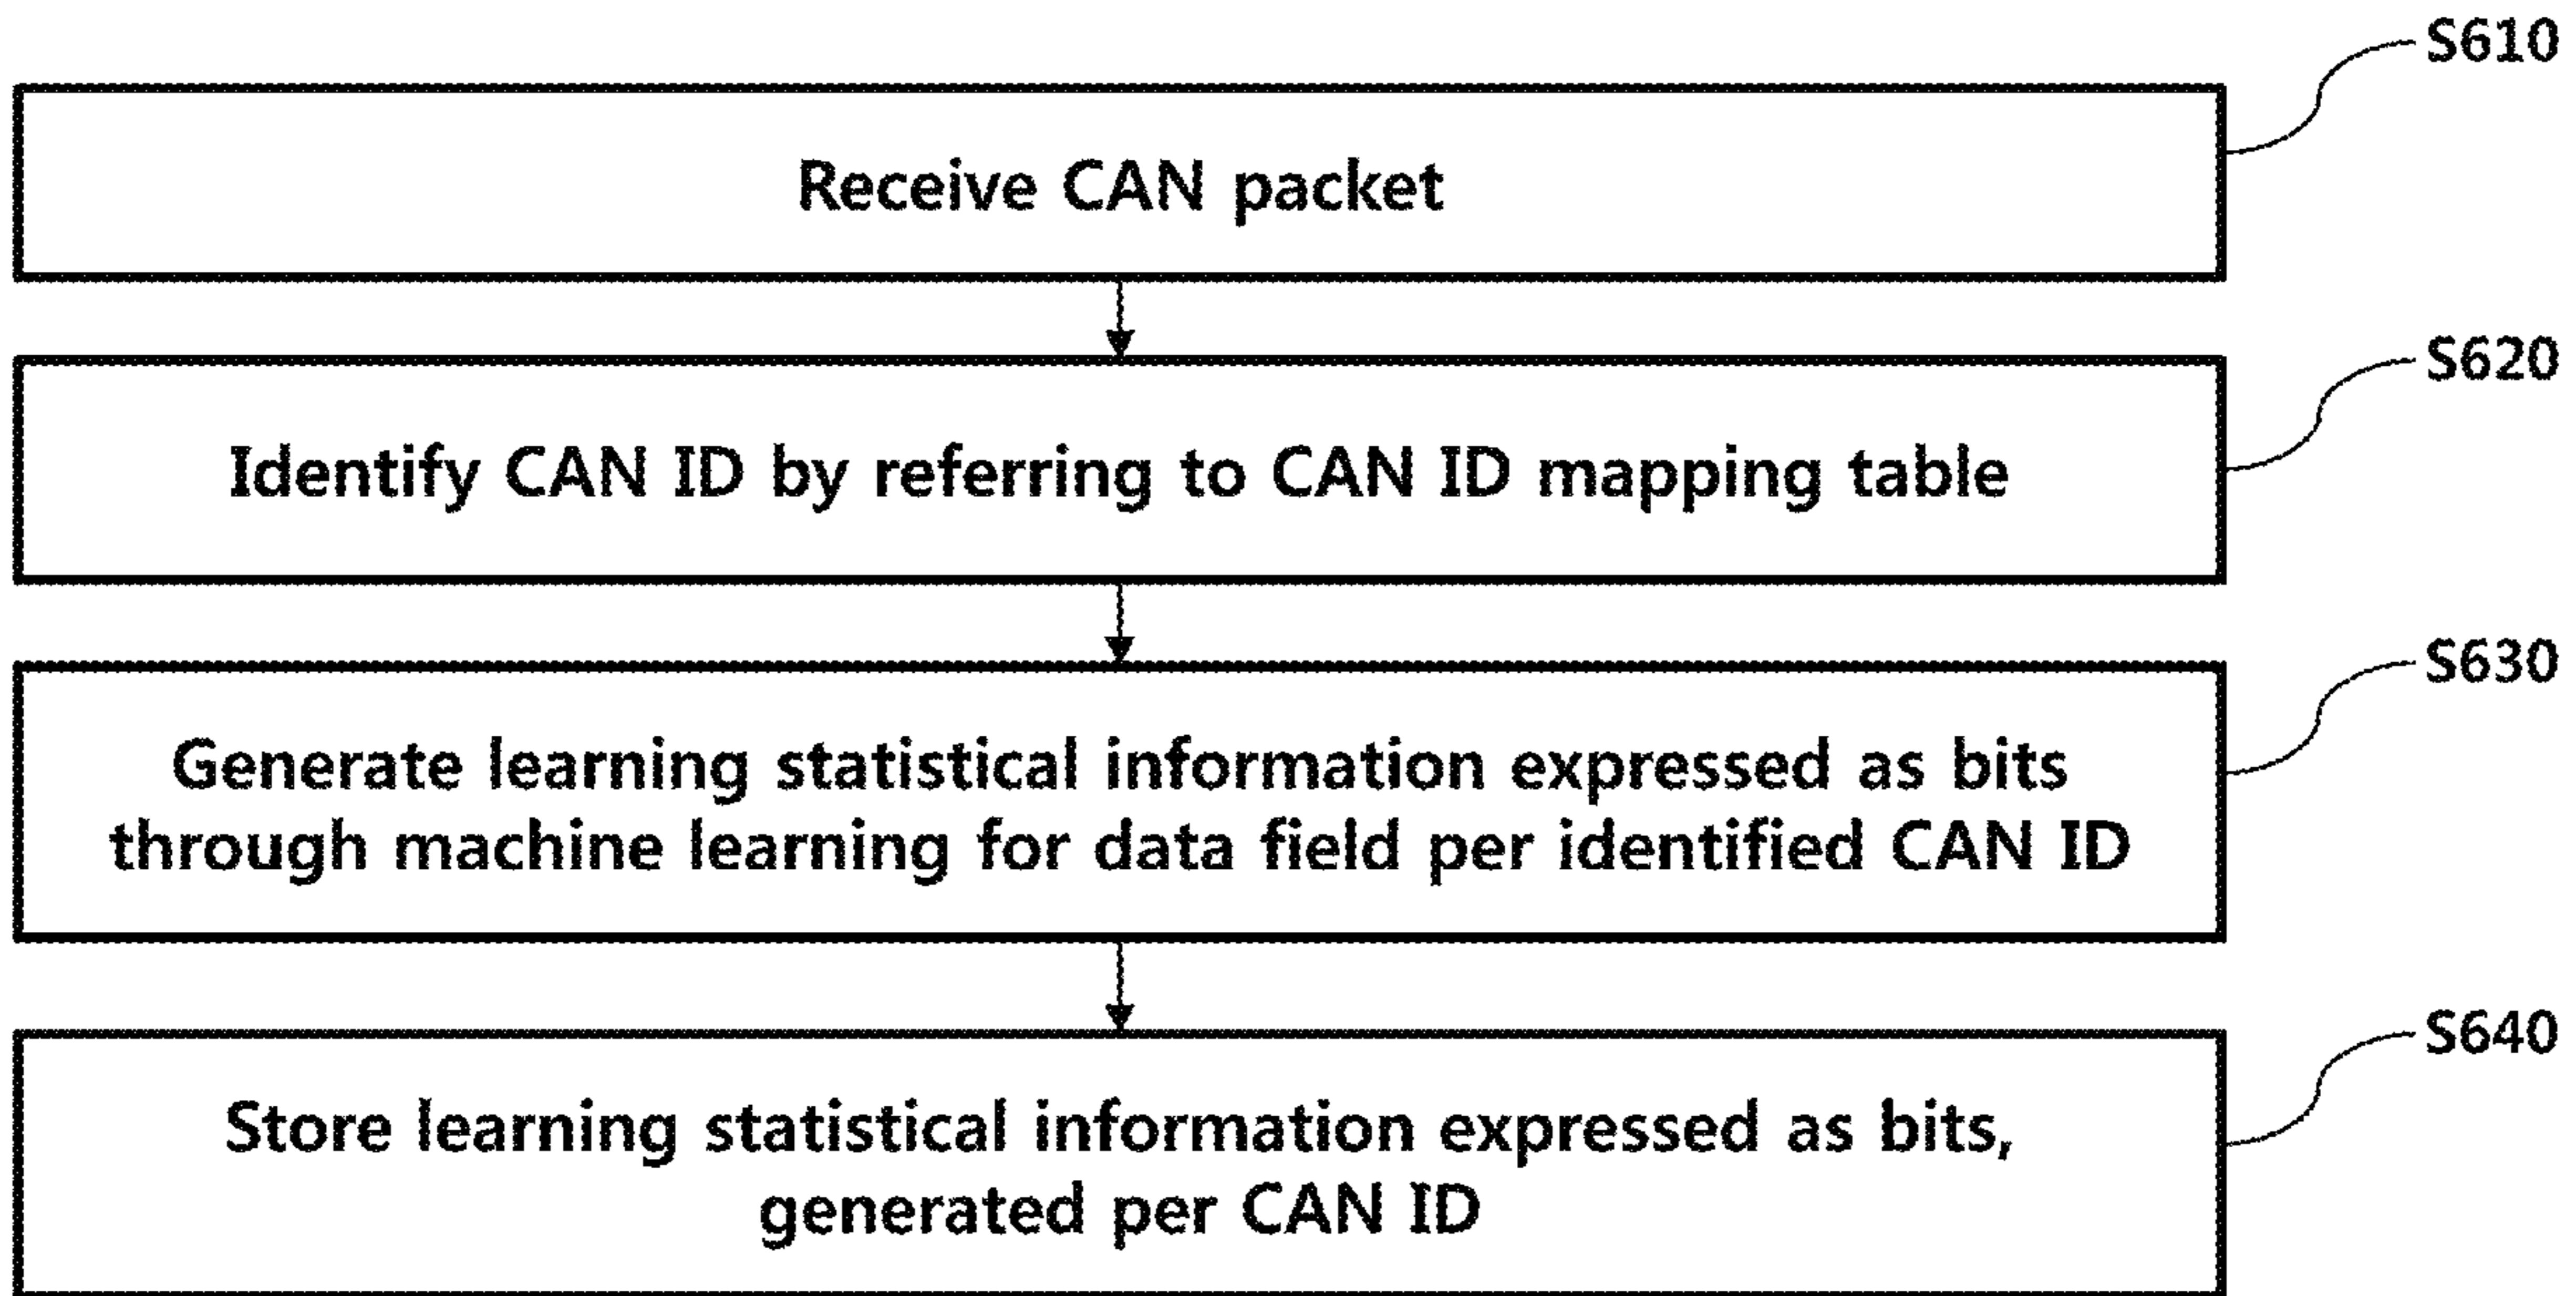 S610
Receive CAN packet
S620
Identify CAN ID by referring to CAN ID mapping table
S630
Generate learning statistical information expressed as bits
through machine learning for data field per identified CAN ID
S640
Store learning statistical information expressed as bits,
generated per CAN ID